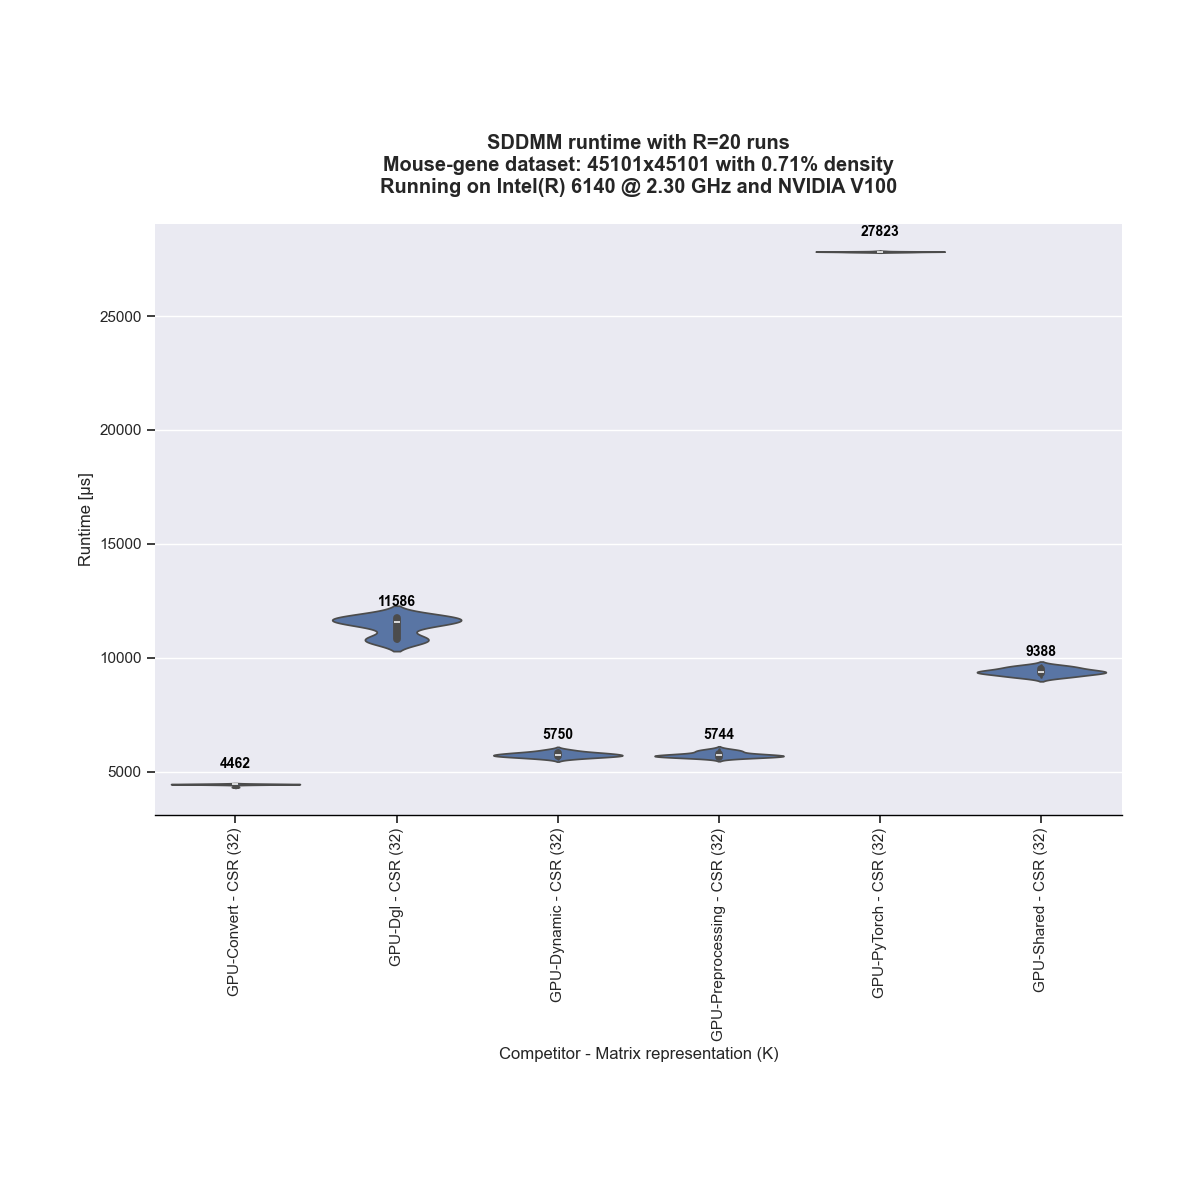 SDDMM runtime with R=20 runs
Mouse-gene dataset: 45101x45101 with 0.71% density
Running on Intel(R) 6140 @ 2.30 GHz and NVIDIA V100
27823
25000
20000
Runtime [µs]
15000
11586
10000
9388
5750
5744
4462
5000
GPU-Convert - CSR (32)
GPU-Dgl - CSR (32)
GPU-Dynamic - CSR (32)
GPU-Preprocessing - CSR (32)
GPU-PyTorch - CSR (32)
GPU-Shared - CSR (32)
Competitor - Matrix representation (K)